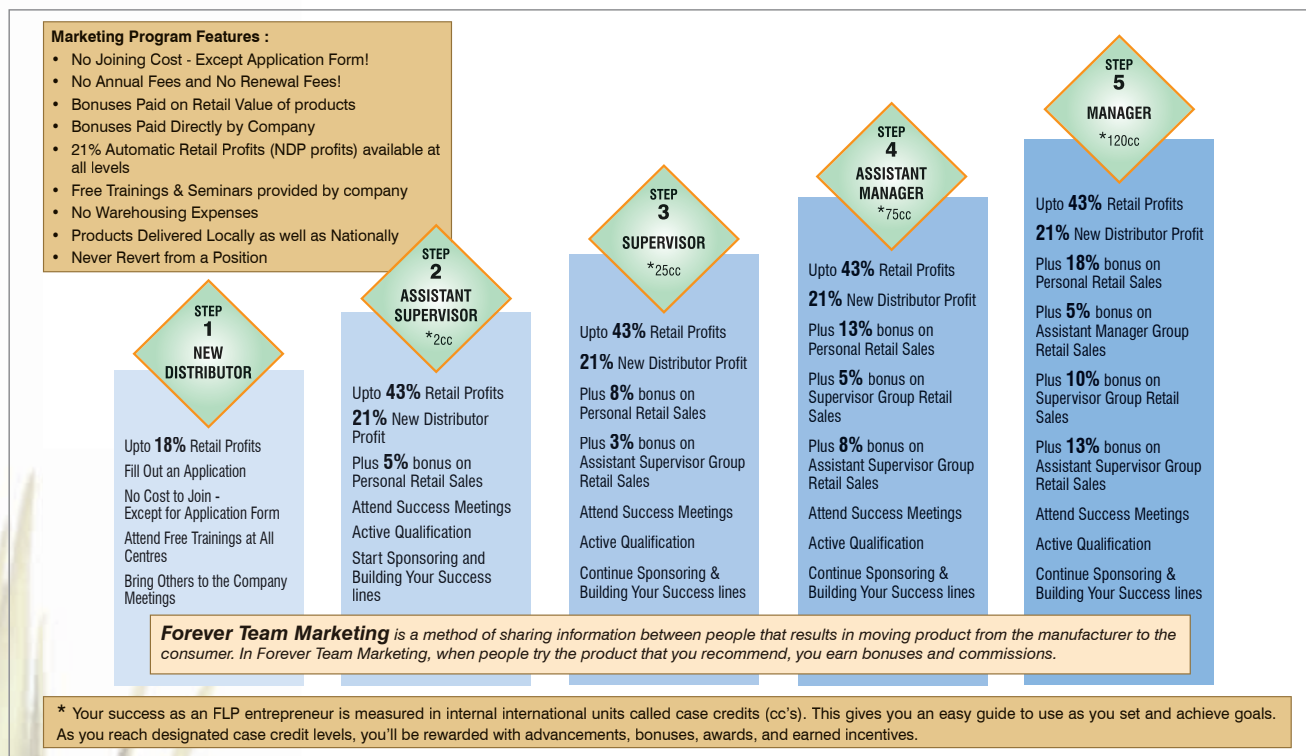 Marketing Program Features :
• No Joining Cost - Except Application Form!
• No Annual Fees and No Renewal Fees!
• Bonuses Paid on Retail Value of products
• Bonuses Paid Directly by Company
• 21% Automatic Retail Profits (NDP profits) available at
all levels
• Free Trainings & Seminars provided by company
• No Warehousing Expenses
• Products Delivered Locally as well as Nationally
• Never Revert from a Position
STEP
1
NEW
DISTRIBUTOR
Upto 18% Retail Profits
Fill Out an Application
No Cost to Join -
Except for Application Form
Attend Free Trainings at All
Centres
Bring Others to the Company
Meetings
STEP
2
ASSISTANT
SUPERVISOR
*2cc
Upto 43% Retail Profits
21% New Distributor
Profit
Plus 5% bonus on
Personal Retail Sales
Attend Success Meetings
Active Qualification
Start Sponsoring and
Building Your Success
lines
STEP
3
SUPERVISOR
*25cc
Upto 43% Retail Profits
21% New Distributor Profit
Plus 8% bonus on
Personal Retail Sales
Plus 3% bonus on
Assistant Supervisor Group
Retail Sales
Attend Success Meetings
Active Qualification
Continue Sponsoring &
Building Your Success lines
STEP
4
ASSISTANT
MANAGER
*75cc
Upto 43% Retail Profits
21% New Distributor Profit
Plus 13% bonus on
Personal Retail Sales
Plus 5% bonus on
Supervisor Group Retail
Sales
Plus 8% bonus on
Assistant Supervisor Group
Retail Sales
Attend Success Meetings
Active Qualification
Continue Sponsoring &
Building Your Success lines
STEP
5
MANAGER
*120cc
Upto 43% Retail Profits
21% New Distributor Profit
Plus 18% bonus on
Personal Retail Sales
Plus 5% bonus on
Assistant Manager Group
Retail Sales
Plus 10% bonus on
Supervisor Group Retail
Sales
Plus 13% bonus on
Assistant Supervisor Group
Retail Sales
Attend Success Meetings
Active Qualification
Continue Sponsoring &
Building Your Success lines
Forever Team Marketing is a method of sharing information between people that results in moving product from the manufacturer to the
consumer. In Forever Team Marketing, when people try the product that you recommend, you earn bonuses and commissions.
* Your success as an FLP entrepreneur is measured in internal international units called case credits (cc's). This gives you an easy guide to use as you set and achieve goals.
As you reach designated case credit levels, you'll be rewarded with advancements, bonuses, awards, and earned incentives.